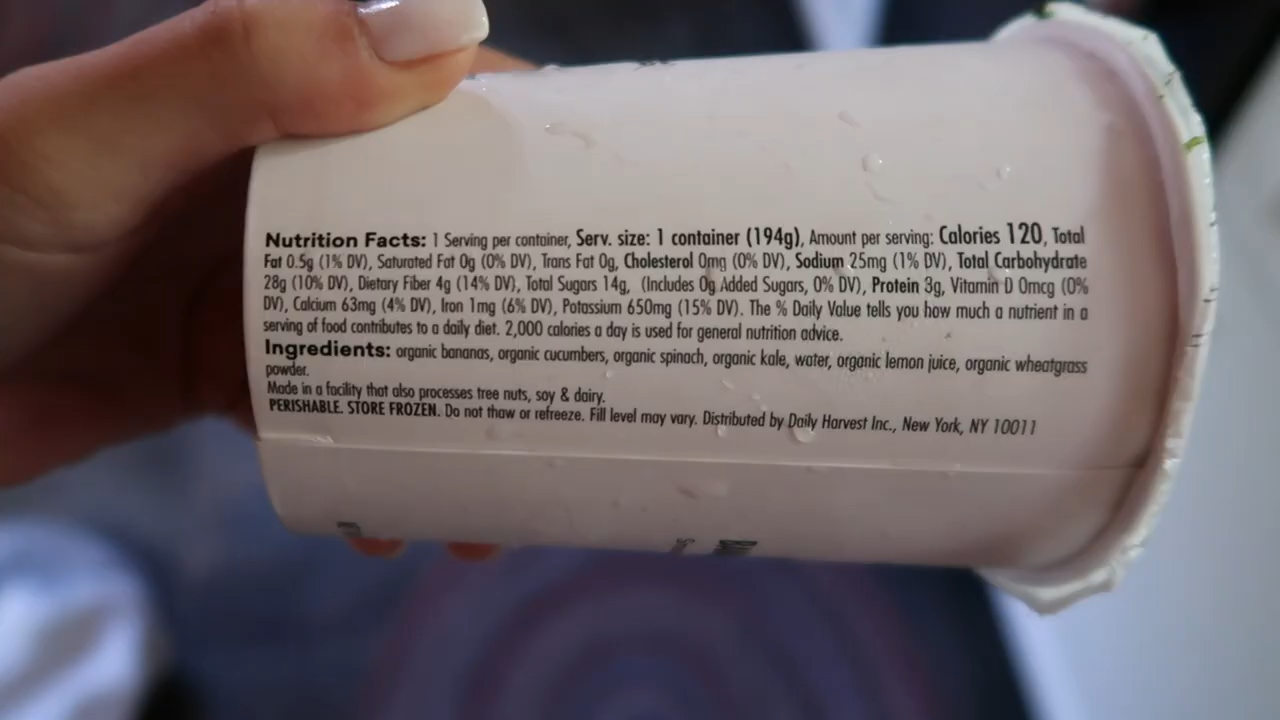 Nutrition Facts: 1 Serving per container, Serv. size: 1 container (194g), Amount per serving: Calories 120, Total
Fat 0.5g (1% DV), Saturated Fat 0g (0% DV), Trans Fat 0g, Cholesterol 0mg (0% DV), Sodium 25mg (1% DV), Total Carbohydrate
28g (10% DV), Dietary Fiber 4g (14% DV), Total Sugars 14g, (Includes 0g Added Sugars, 0% DV), Protein 3g, Vitamin D 0mcg (0%
DV), Calcium 63mg (4% DV), Iron 1mg (6% DV), Potassium 650mg (15% DV). The % Daily Value tells you how much a nutrient in a
serving of food contributes to a daily diet. 2,000 calories a day is used for general nutrition advice.
Ingredients: organic bananas, organic cucumbers, organic spinach, organic kale, water, organic lemon juice, organic wheatgrass
powder.
Made in a facility that also processes tree nuts, soy & dairy.
PERISHABLE. STORE FROZEN. Do not thaw or refreeze. Fill level may vary. Distributed by Daily Harvest Inc., New York, NY 10011